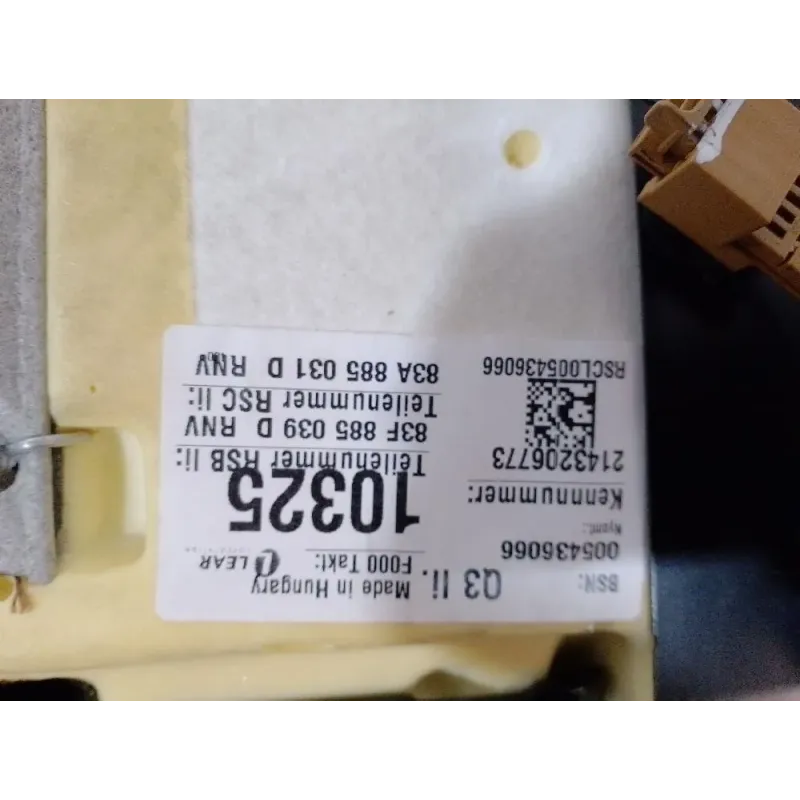 BSN: Q3 li. Made in Hungary
005436066 F000 Takt: LEAR
10325
Kennnummer:
2143206773
Teilenummer RSB li:
83F 885 039 D RNV
Teilenummer RSC li:
83A 885 031 D RNV
RSCL005436066